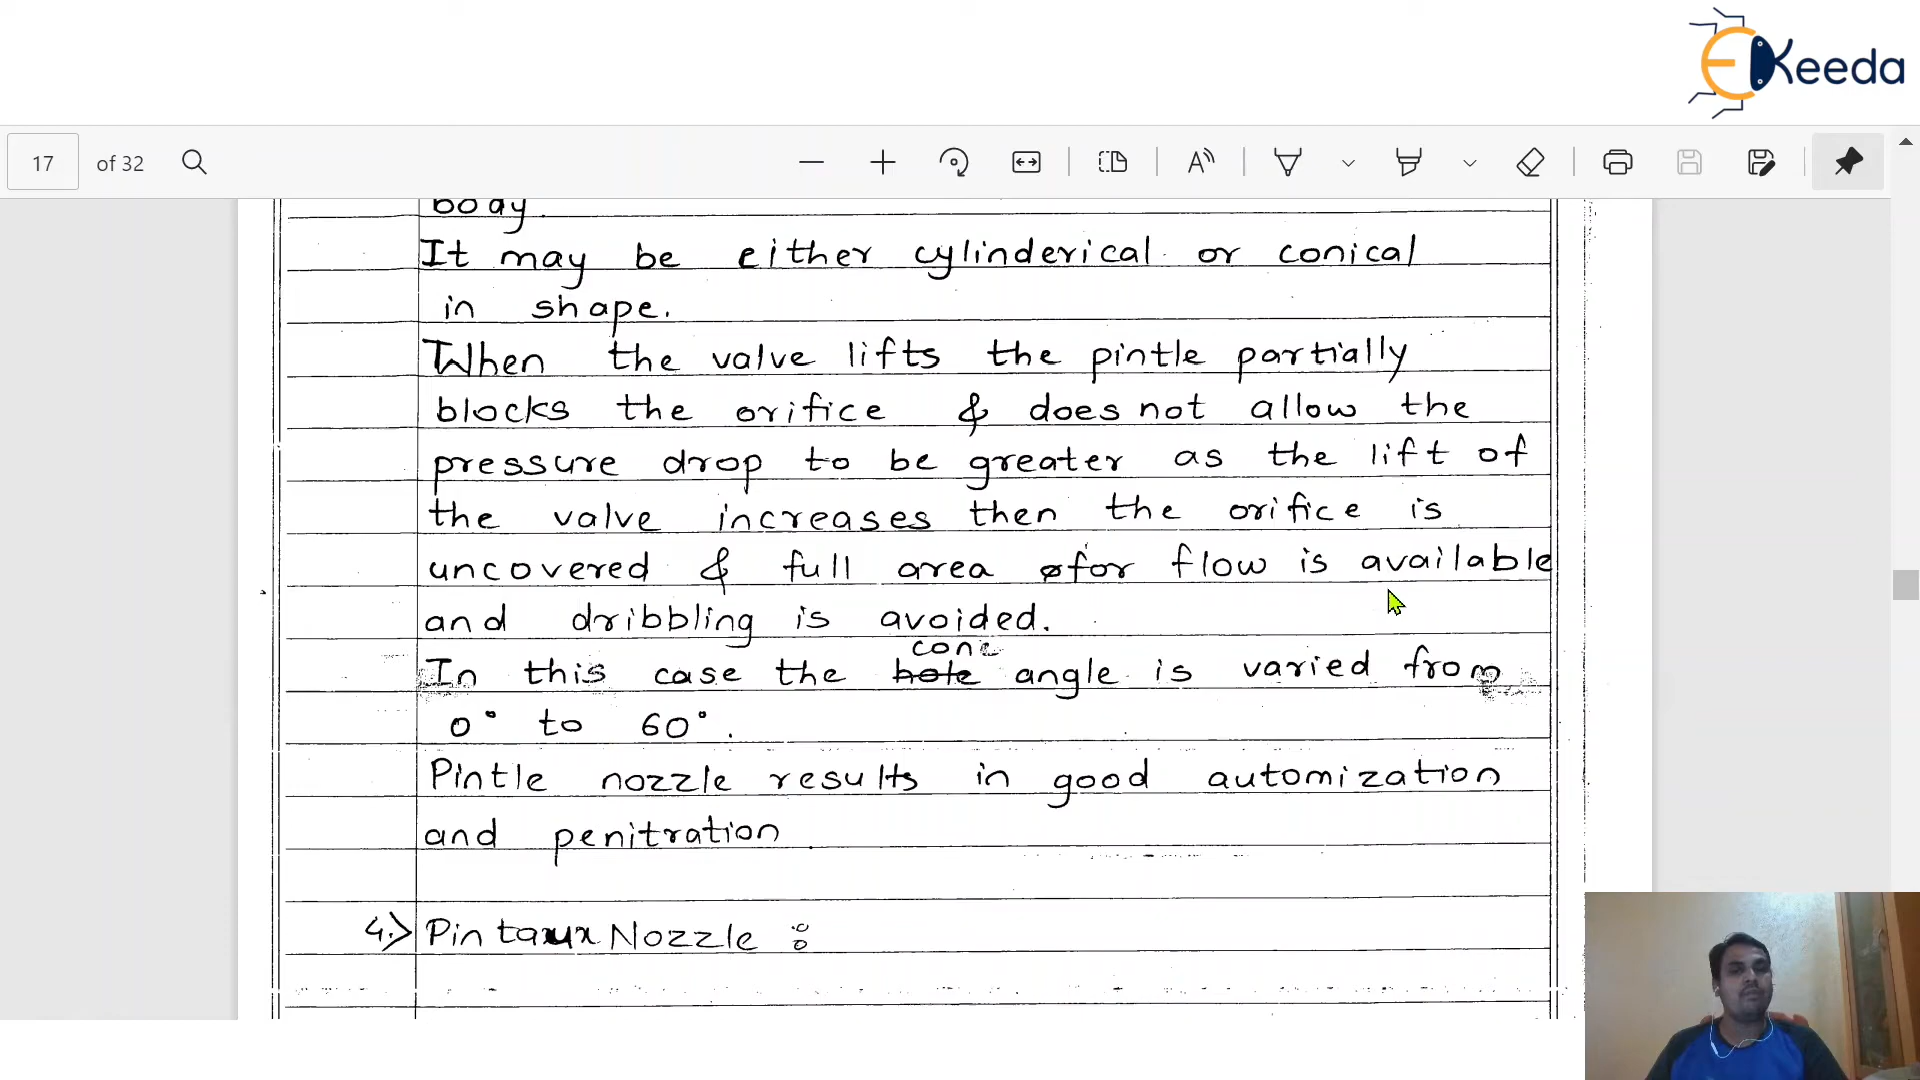 EKeeda
17 of 32
body.
It may be either cylinderical or conical
in shape.
When the valve lifts the pintle partially
blocks the orifice & does not allow the
pressure drop to be greater as the lift of
the valve increases then the orifice is
uncovered & full area for flow is available
and dribbling is avoided.
cone
In this case the hole angle is varied from
0° to 60°.
Pintle nozzle results in good automization
and penitration.
4.) Pintaux Nozzle :